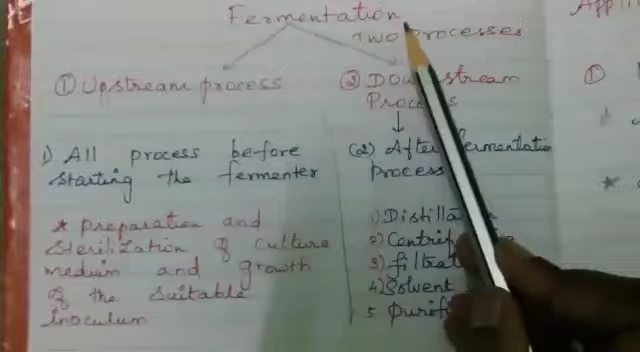 Fermentation
Two Processes
① Upstream process
1) All process before
starting the fermenter
* Preparation and
Sterilization of culture
medium and growth
of the suitable
inoculum
Process
(2) After fermentation
process
1) Distilla
2) Centrif
3) filtrat
4) Solvent
5 Purif